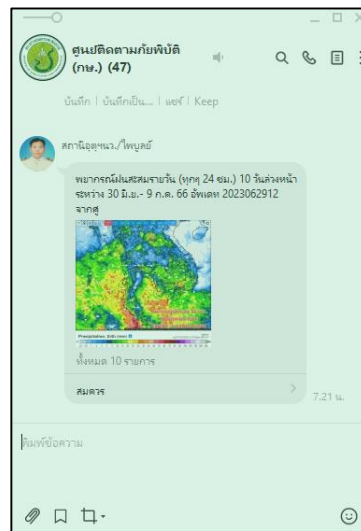 ศูนย์ติดตามภัยพิบัติ
(กษ.) (47)
บันทึก | บันทึกเป็น... | แชร์ | Keep
สถานีอุตุฯนว./ไพบูลย์
พยากรณ์ฝนสะสมรายวัน (ทุกๆ 24 ชม.) 10 วันล่วงหน้า
ระหว่าง 30 มิ.ย.- 9 ก.ค. 66 อัพเดท 2023062912
จากศู
ทั้งหมด 10 รายการ
สมควร
7.21 น.
พิมพ์ข้อความ